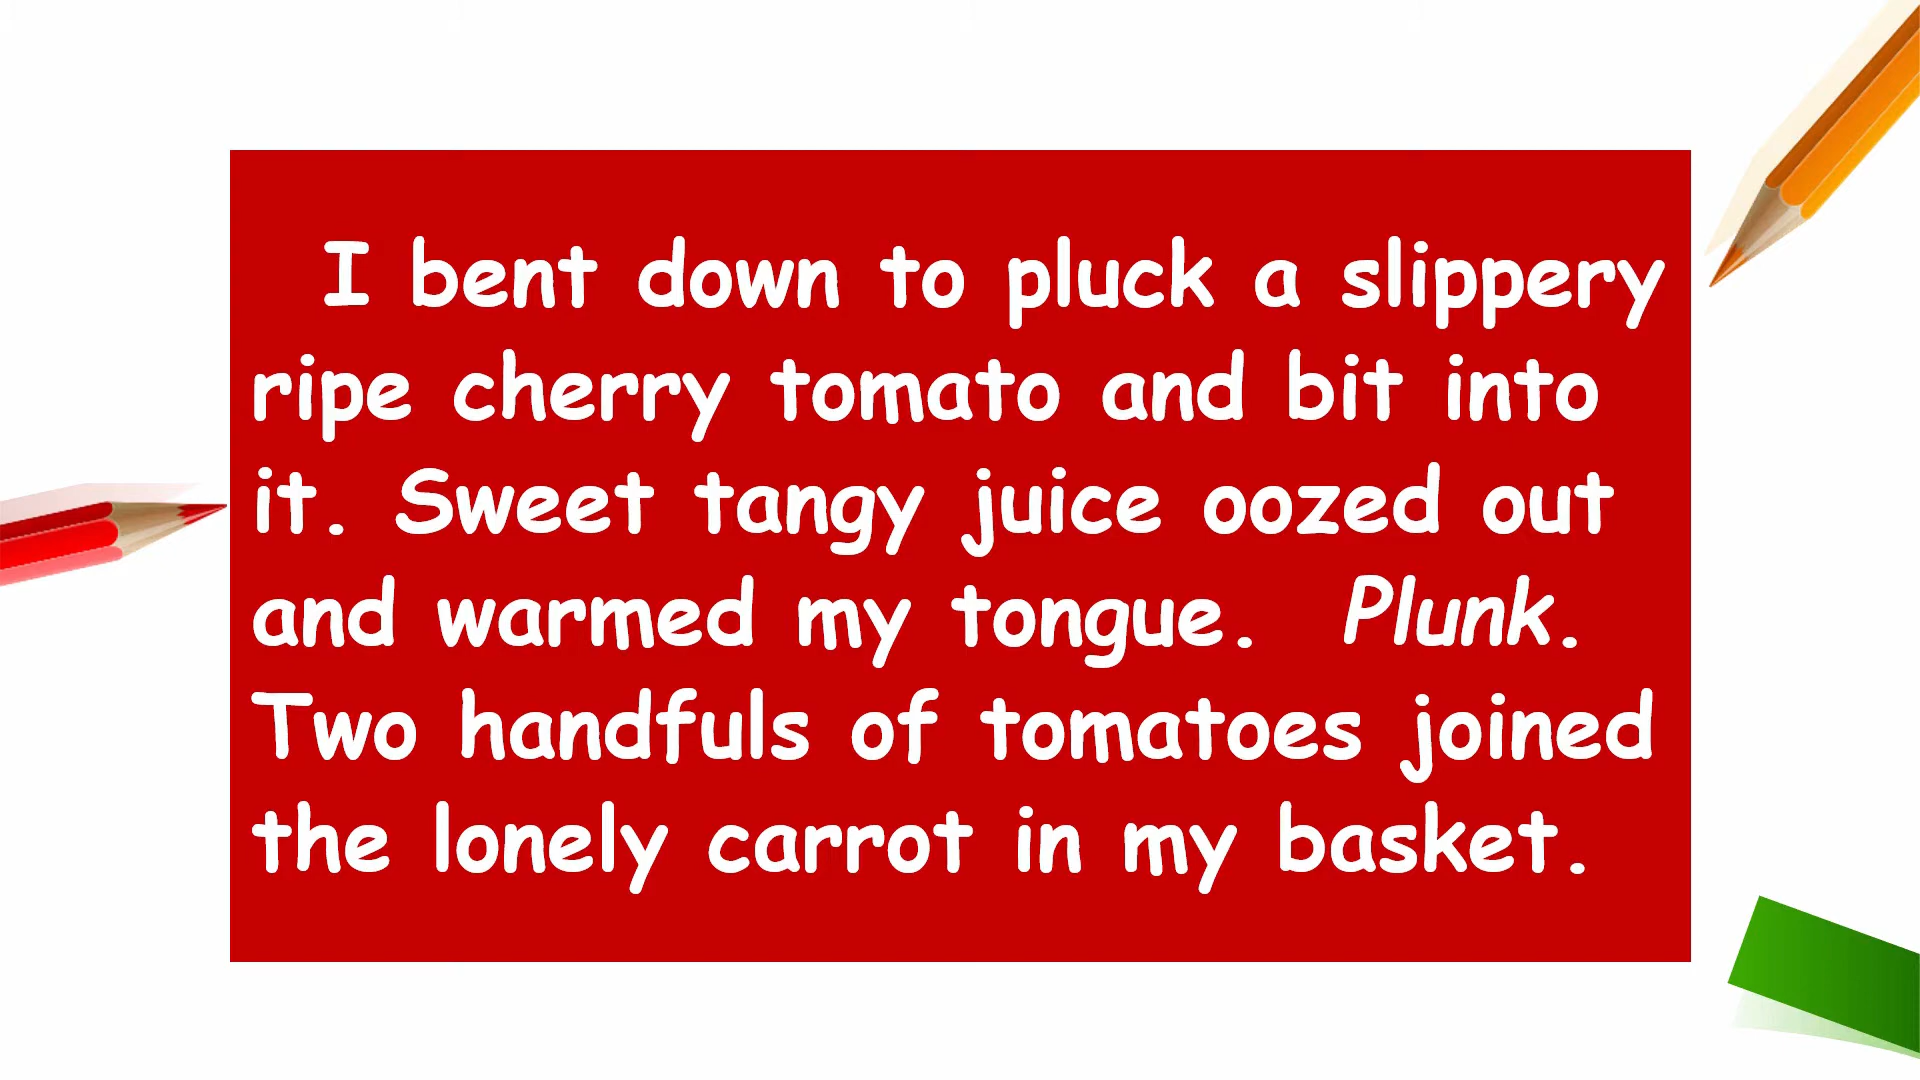 I bent down to pluck a slippery
ripe cherry tomato and bit into
it. Sweet tangy juice oozed out
and warmed my tongue. Plunk.
Two handfuls of tomatoes joined
the lonely carrot in my basket.